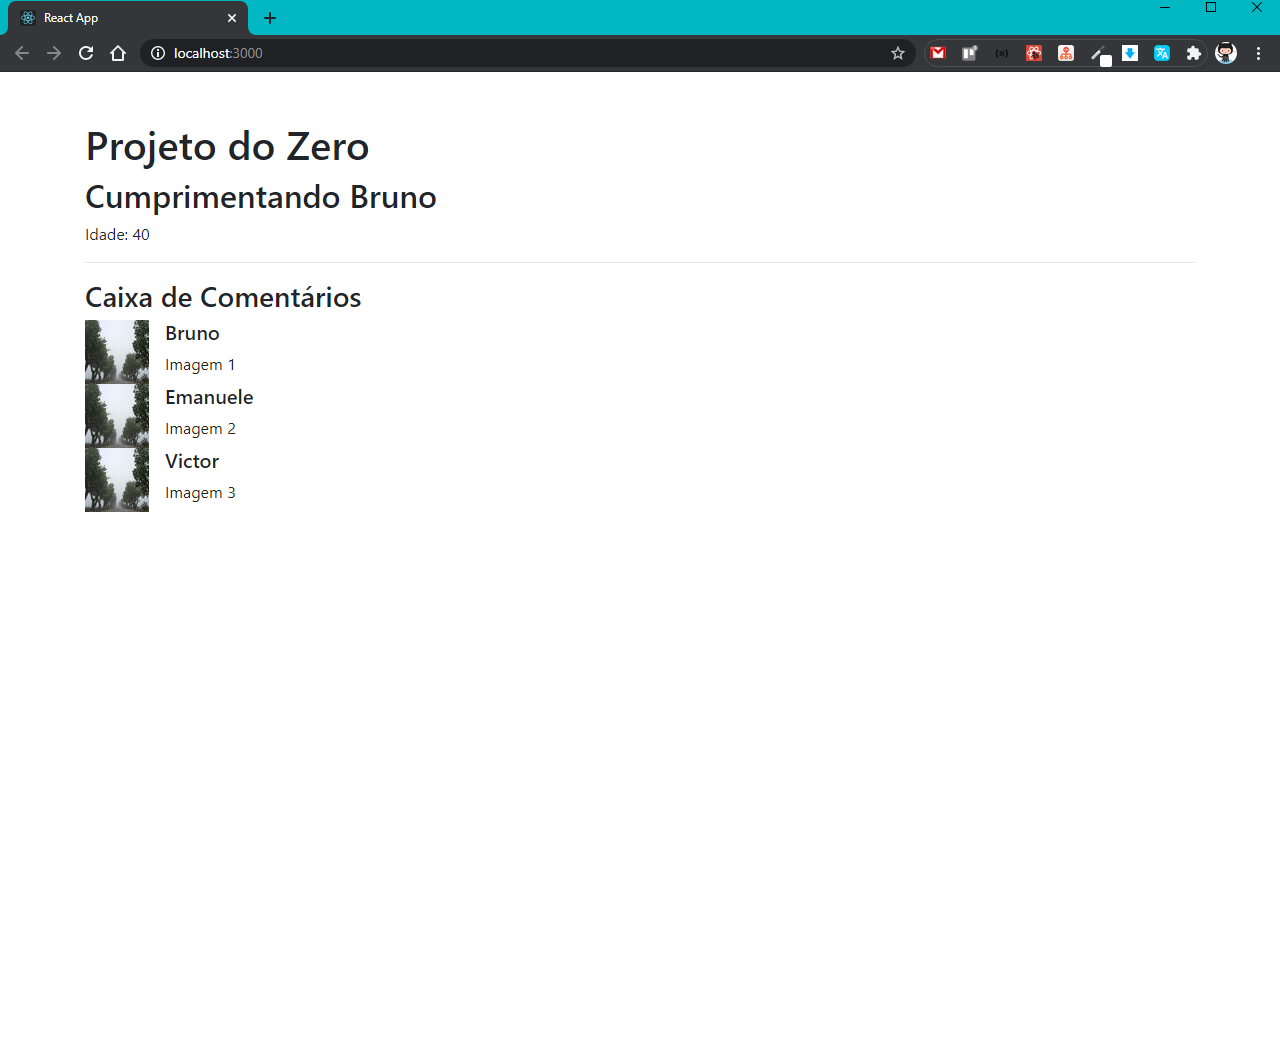 React App
localhost:3000
Projeto do Zero
Cumprimentando Bruno
Idade: 40
Caixa de Comentários
Bruno
Imagem 1
Emanuele
Imagem 2
Victor
Imagem 3